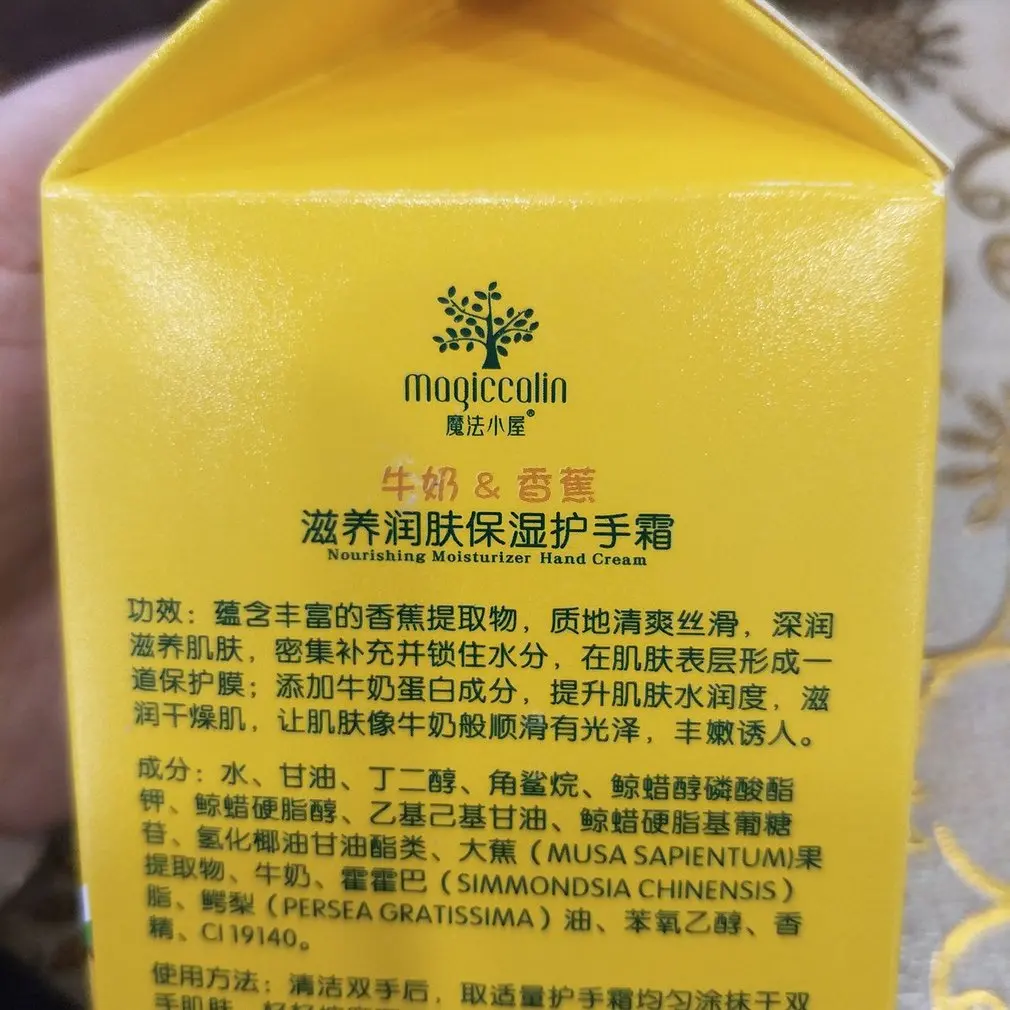 magiccalin
魔法小屋®
牛奶 & 香蕉
滋养润肤保湿护手霜
Nourishing Moisturizer Hand Cream
功效：蕴含丰富的香蕉提取物，质地清爽丝滑，深润
滋养肌肤，密集补充并锁住水分，在肌肤表层形成一
道保护膜；添加牛奶蛋白成分，提升肌肤水润度，滋
润干燥肌，让肌肤像牛奶般顺滑有光泽，丰嫩诱人。
成分：水、甘油、丁二醇、角鲨烷、鲸蜡醇磷酸酯
钾、鲸蜡硬脂醇、乙基己基甘油、鲸蜡硬脂基葡糖
苷、氢化椰油甘油酯类、大蕉（MUSA SAPIENTUM)果
提取物、牛奶、霍霍巴（SIMMONDSIA CHINENSIS）
脂、鳄梨（PERSEA GRATISSIMA）油、苯氧乙醇、香
精、CI 19140。
使用方法：清洁双手后，取适量护手霜均匀涂抹于双
手肌肤，轻轻